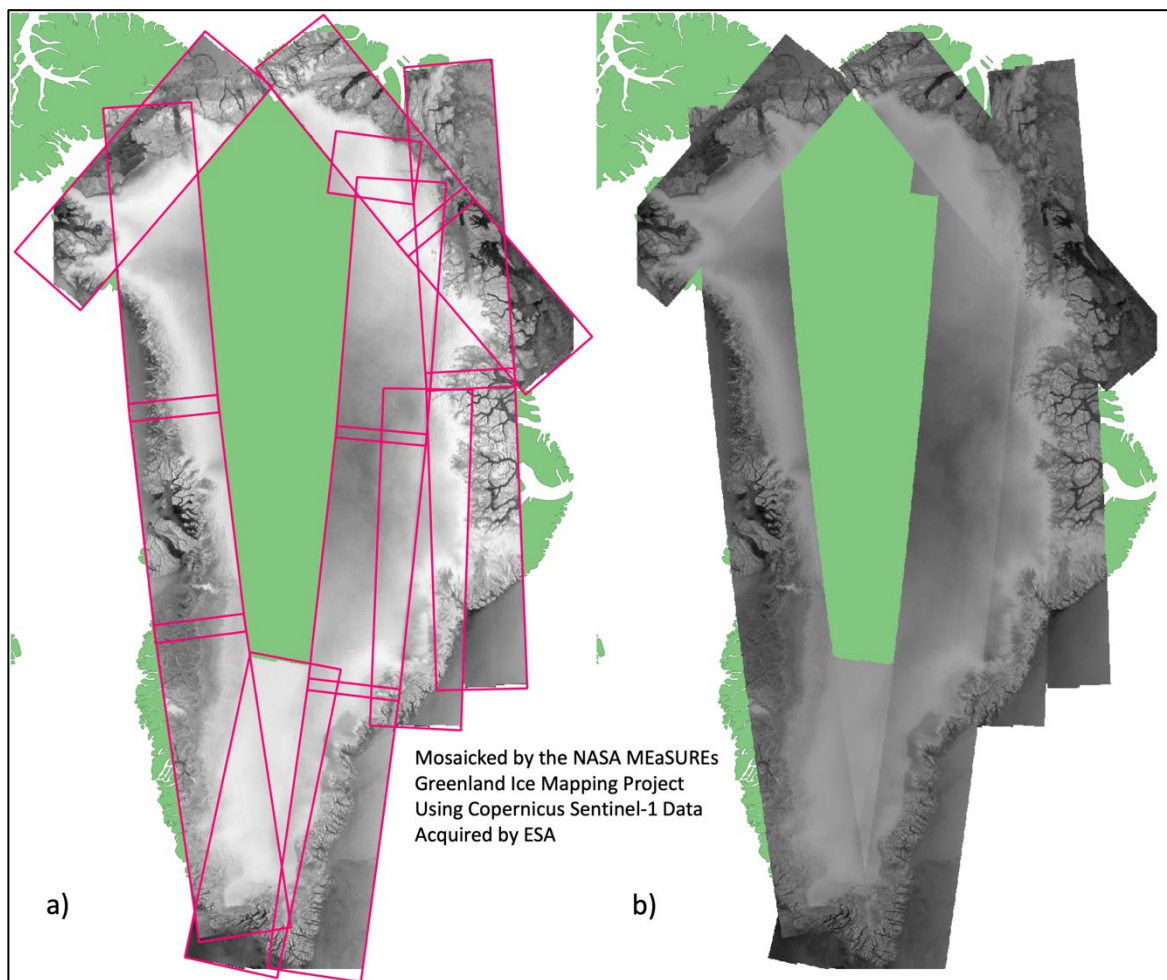 Mosaicked by the NASA MEaSUREs
Greenland Ice Mapping Project
Using Copernicus Sentinel-1 Data
Acquired by ESA
a)
b)